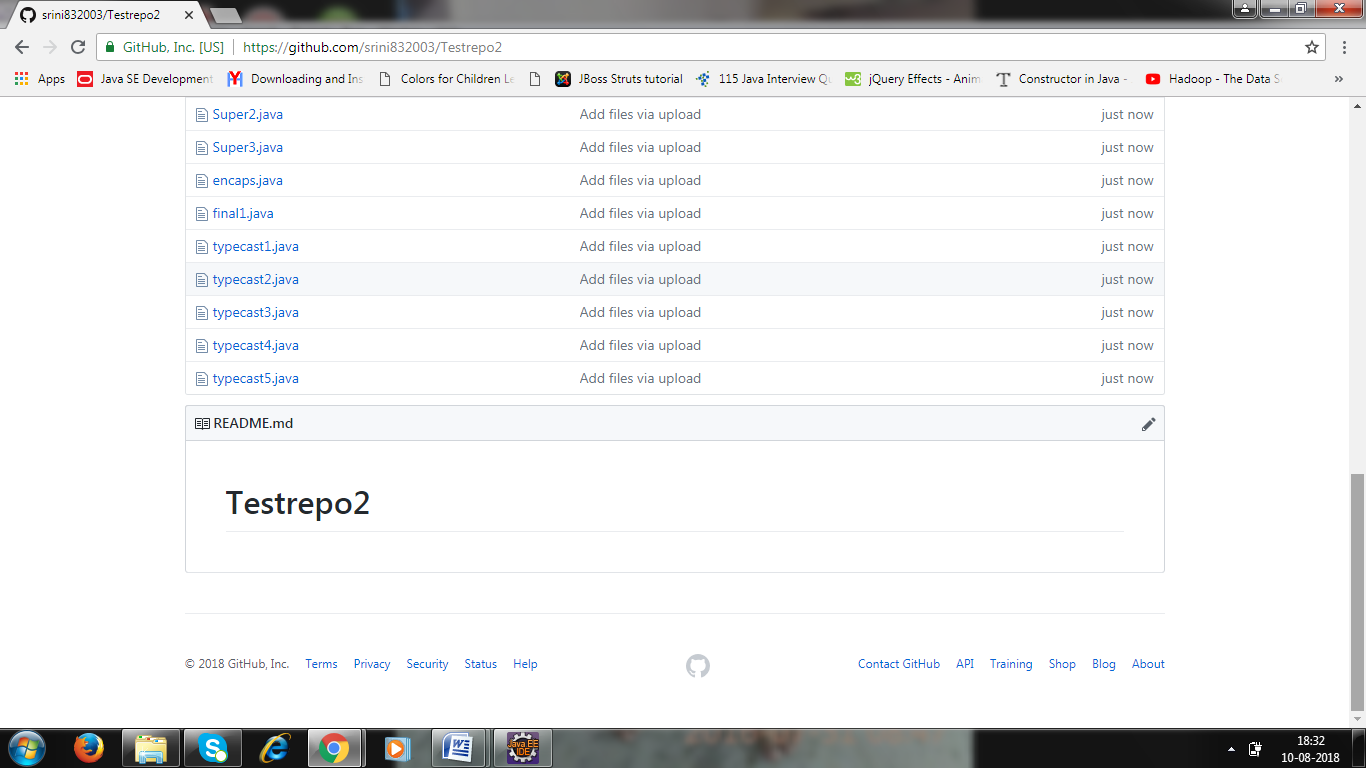 srini832003/Testrepo2
GitHub, Inc. [US] https://github.com/srini832003/Testrepo2
Apps Java SE Development Downloading and Ins Colors for Children Le JBoss Struts tutorial 115 Java Interview Qu jQuery Effects - Anim Constructor in Java - Hadoop - The Data S »
Super2.java Add files via upload just now
Super3.java Add files via upload just now
encaps.java Add files via upload just now
final1.java Add files via upload just now
typecast1.java Add files via upload just now
typecast2.java Add files via upload just now
typecast3.java Add files via upload just now
typecast4.java Add files via upload just now
typecast5.java Add files via upload just now
README.md
Testrepo2
© 2018 GitHub, Inc. Terms Privacy Security Status Help Contact GitHub API Training Shop Blog About
Java EE
IDE
18:32
10-08-2018